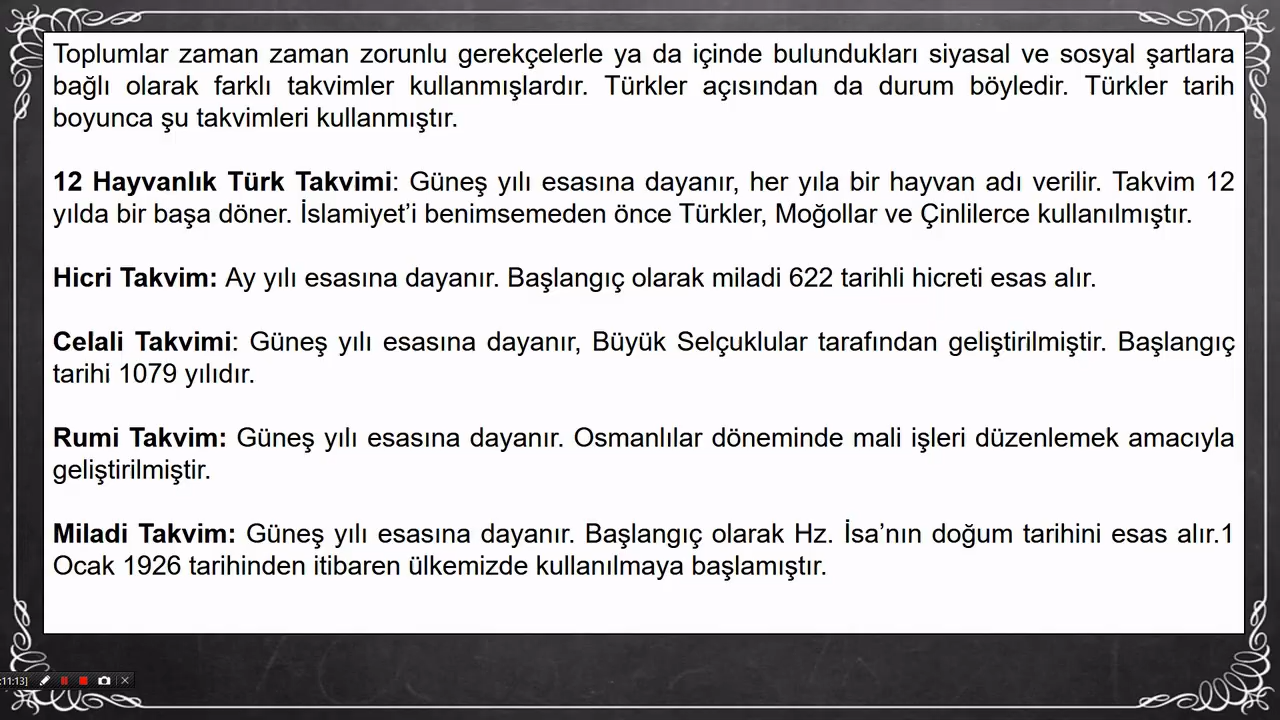 Toplumlar zaman zaman zorunlu gerekçelerle ya da içinde bulundukları siyasal ve sosyal şartlara
bağlı olarak farklı takvimler kullanmışlardır. Türkler açısından da durum böyledir. Türkler tarih
boyunca şu takvimleri kullanmıştır.
12 Hayvanlık Türk Takvimi: Güneş yılı esasına dayanır, her yıla bir hayvan adı verilir. Takvim 12
yılda bir başa döner. İslamiyet’i benimsemeden önce Türkler, Moğollar ve Çinlilerce kullanılmıştır.
Hicri Takvim: Ay yılı esasına dayanır. Başlangıç olarak miladi 622 tarihli hicreti esas alır.
Celali Takvimi: Güneş yılı esasına dayanır, Büyük Selçuklular tarafından geliştirilmiştir. Başlangıç
tarihi 1079 yılıdır.
Rumi Takvim: Güneş yılı esasına dayanır. Osmanlılar döneminde mali işleri düzenlemek amacıyla
geliştirilmiştir.
Miladi Takvim: Güneş yılı esasına dayanır. Başlangıç olarak Hz. İsa’nın doğum tarihini esas alır.1
Ocak 1926 tarihinden itibaren ülkemizde kullanılmaya başlamıştır.
:11:13]